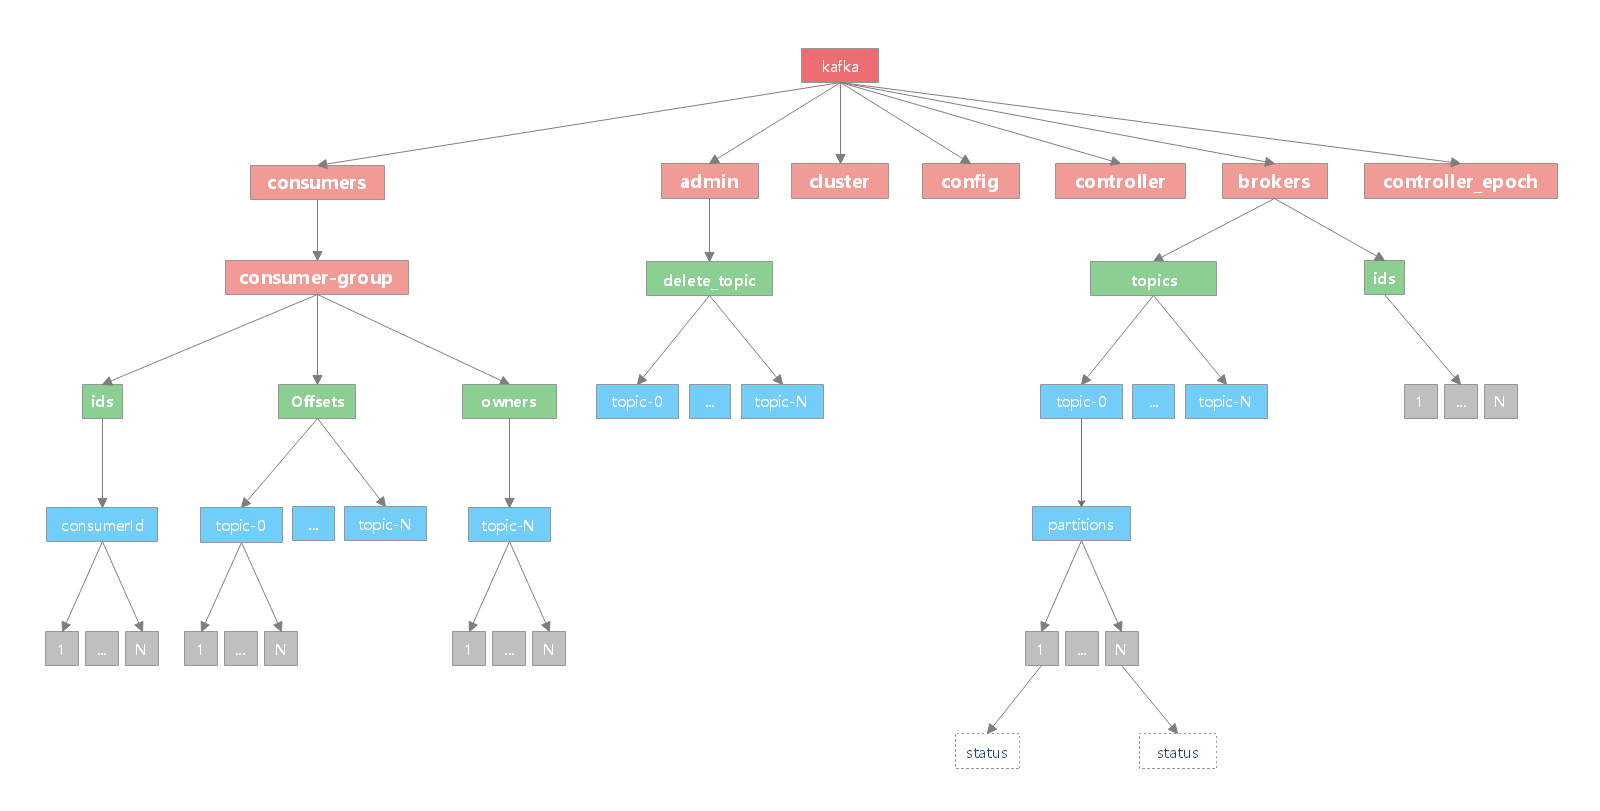 kafka
consumers
admin
cluster
config
controller
brokers
controller_epoch
consumer-group
delete_topic
topics
ids
ids
Offsets
owners
topic-0
...
topic-N
topic-0
...
topic-N
1
...
N
consumerId
topic-0
...
topic-N
topic-N
partitions
1
...
N
1
...
N
1
...
N
1
...
N
status
status